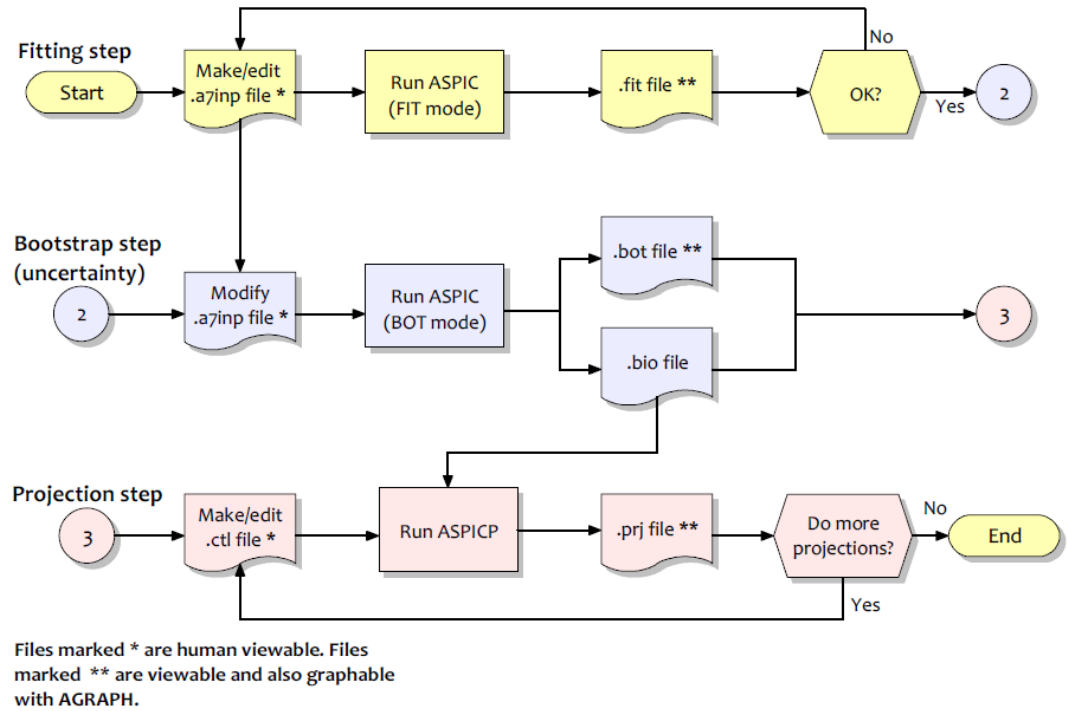 Fitting step
Start
Make/edit
.a7inp file *
Run ASPIC
(FIT mode)
.fit file **
OK?
No
Yes
2
Bootstrap step
(uncertainty)
2
Modify
.a7inp file *
Run ASPIC
(BOT mode)
.bot file **
.bio file
3
Projection step
3
Make/edit
.ctl file *
Run ASPICP
.prj file **
Do more
projections?
No
Yes
End
Files marked * are human viewable. Files
marked ** are viewable and also graphable
with AGRAPH.